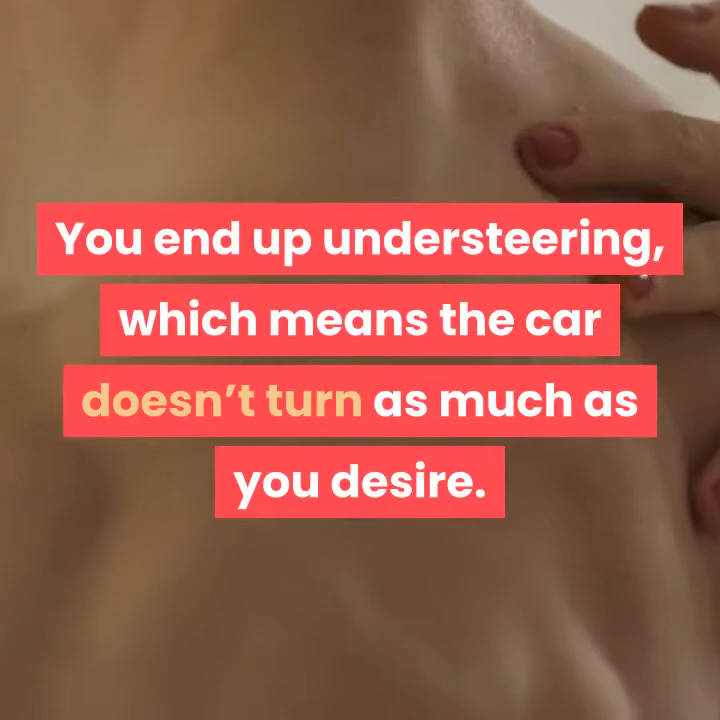 You end up understeering,
which means the car
doesn’t turn as much as
you desire.